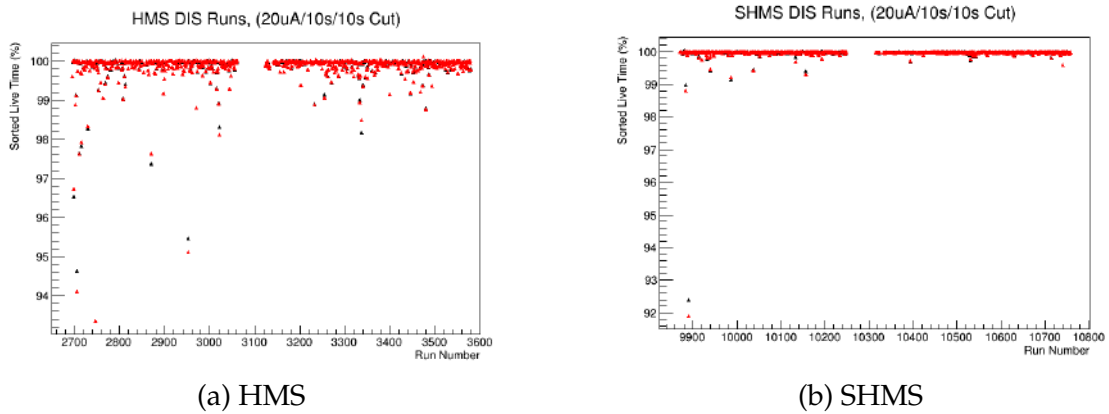 HMS DIS Runs, (20uA/10s/10s Cut)
Sorted Live Time (%)
100
99
98
97
96
95
94
2700 2800 2900 3000 3100 3200 3300 3400 3500 3600
Run Number
(a) HMS
SHMS DIS Runs, (20uA/10s/10s Cut)
Sorted Live Time (%)
100
99
98
97
96
95
94
93
92
9900 10000 10100 10200 10300 10400 10500 10600 10700 10800
Run Number
(b) SHMS